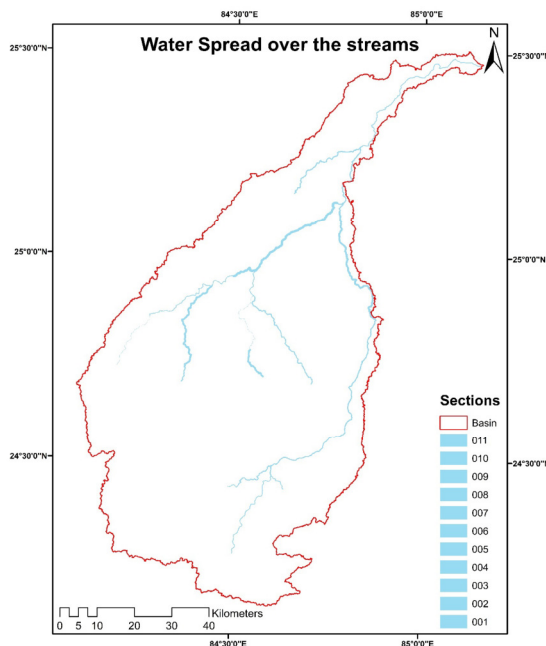 84°30'0"E 85°0'0"E
Water Spread over the streams
N
25°30'0"N 25°30'0"N
25°0'0"N 25°0'0"N
24°30'0"N 24°30'0"N
Sections
Basin
011
010
009
008
007
006
005
004
003
002
001
Kilometers
0 5 10 20 30 40
84°30'0"E 85°0'0"E